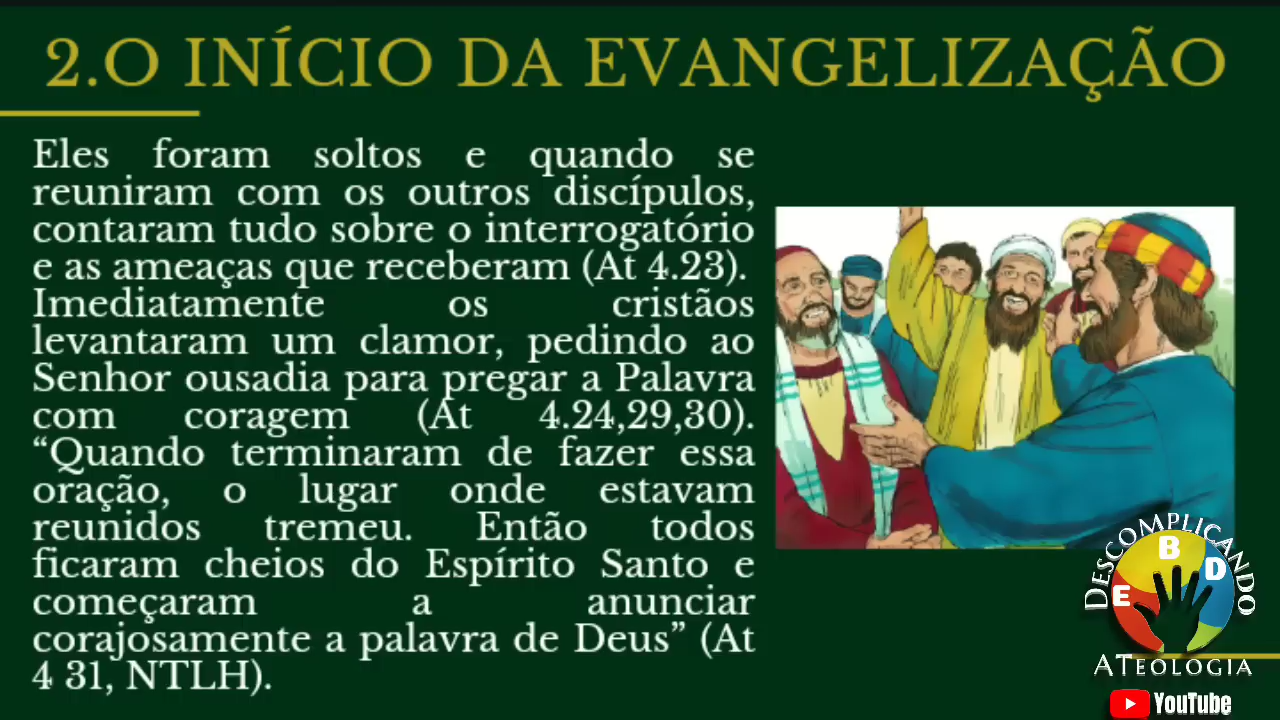 2.O INÍCIO DA EVANGELIZAÇÃO
Eles foram soltos e quando se
reuniram com os outros discípulos,
contaram tudo sobre o interrogatório
e as ameaças que receberam (At 4.23).
Imediatamente os cristãos
levantaram um clamor, pedindo ao
Senhor ousadia para pregar a Palavra
com coragem (At 4.24,29,30).
“Quando terminaram de fazer essa
oração, o lugar onde estavam
reunidos tremeu. Então todos
ficaram cheios do Espírito Santo e
começaram a anunciar
corajosamente a palavra de Deus” (At
4 31, NTLH).
DESCOMPLICANDO
E B D
ATEOLOGIA
YouTube